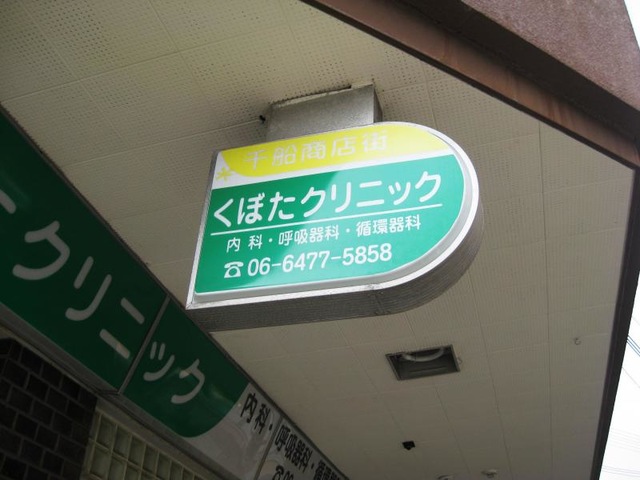 千船商店街
くぼたクリニック
内科・呼吸器科・循環器科
☎06-6477-5858
ークリニック
内科・呼吸器科・循環